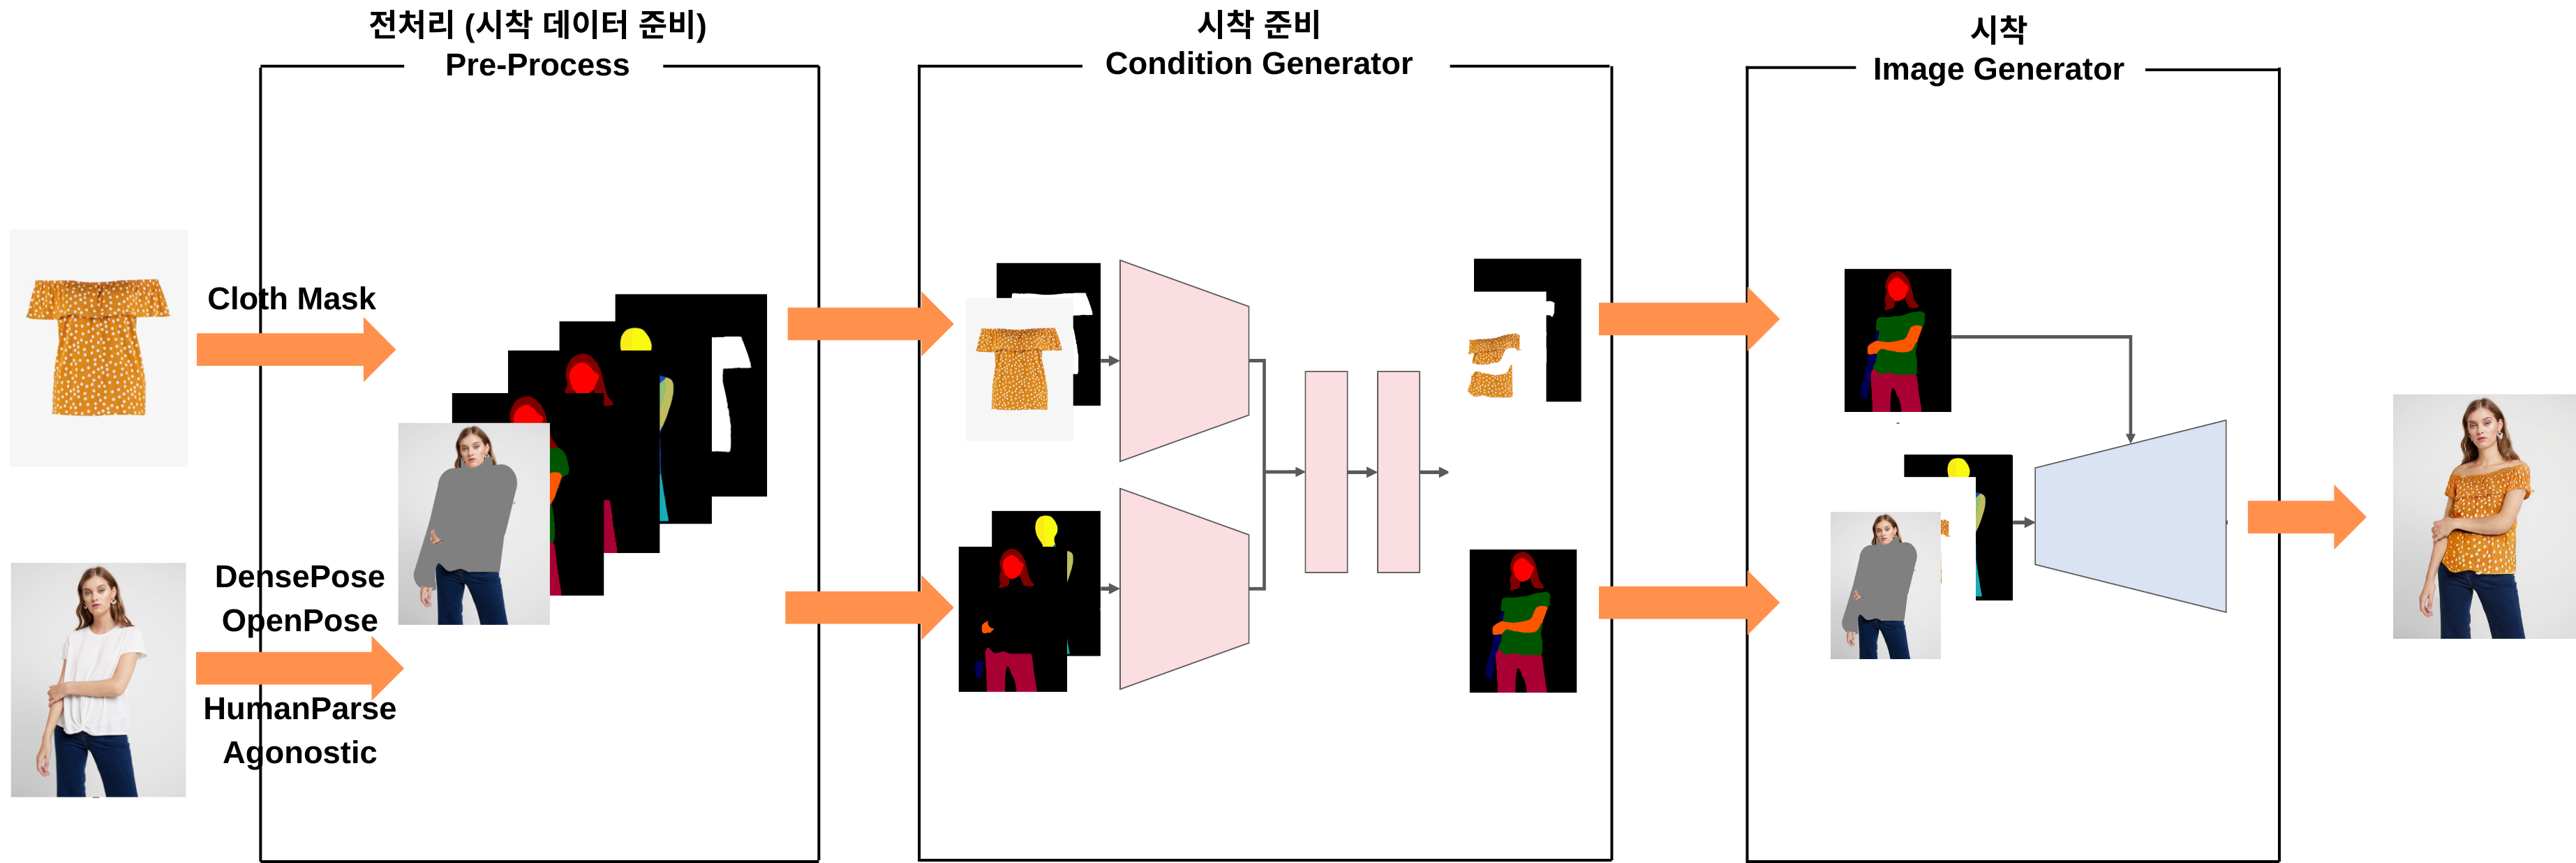 전처리 (시착 데이터 준비)
Pre-Process
시착 준비
Condition Generator
시착
Image Generator
Cloth Mask
DensePose
OpenPose
HumanParse
Agonostic